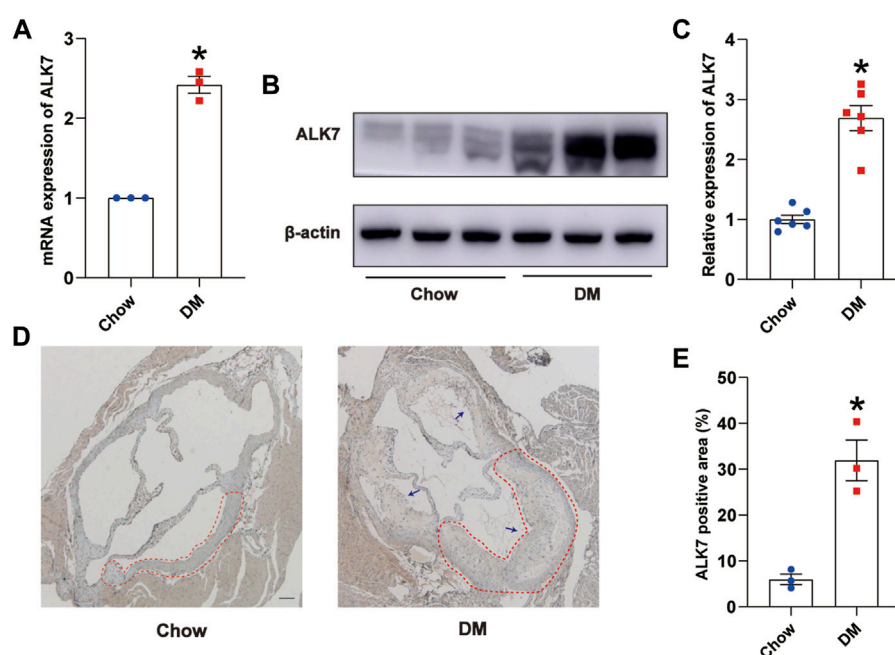 A
mRNA expression of ALK7
3
2
1
0
*
Chow
DM
B
ALK7
β-actin
Chow
DM
C
Relative expression of ALK7
4
3
2
1
0
*
Chow
DM
D
Chow
DM
E
ALK7 positive area (%)
50
40
30
20
10
0
*
Chow
DM